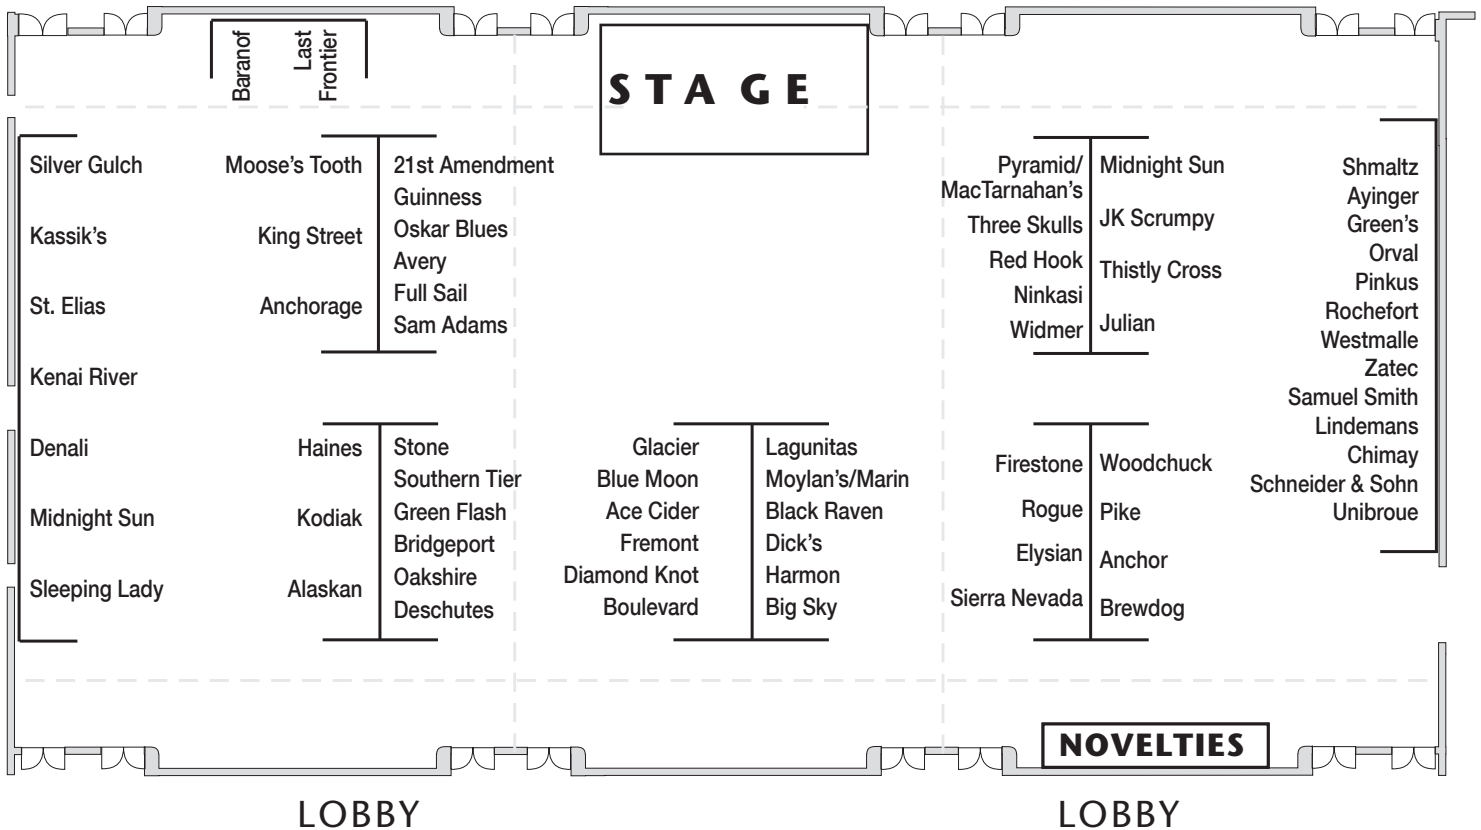 Baranof
Last
Frontier
STAGE
Silver Gulch
Kassik's
St. Elias
Kenai River
Denali
Midnight Sun
Sleeping Lady
Moose's Tooth
King Street
Anchorage
21st Amendment
Guinness
Oskar Blues
Avery
Full Sail
Sam Adams
Haines
Kodiak
Alaskan
Stone
Southern Tier
Green Flash
Bridgeport
Oakshire
Deschutes
Glacier
Blue Moon
Ace Cider
Fremont
Diamond Knot
Boulevard
Lagunitas
Moylan's/Marin
Black Raven
Dick's
Harmon
Big Sky
Pyramid/
MacTarnahan's
Three Skulls
Red Hook
Ninkasi
Widmer
Midnight Sun
JK Scrumpy
Thistly Cross
Julian
Firestone
Rogue
Elysian
Sierra Nevada
Woodchuck
Pike
Anchor
Brewdog
Shmaltz
Ayinger
Green's
Orval
Pinkus
Rochefort
Westmalle
Zatec
Samuel Smith
Lindemans
Chimay
Schneider & Sohn
Unibroue
NOVELTIES
LOBBY
LOBBY